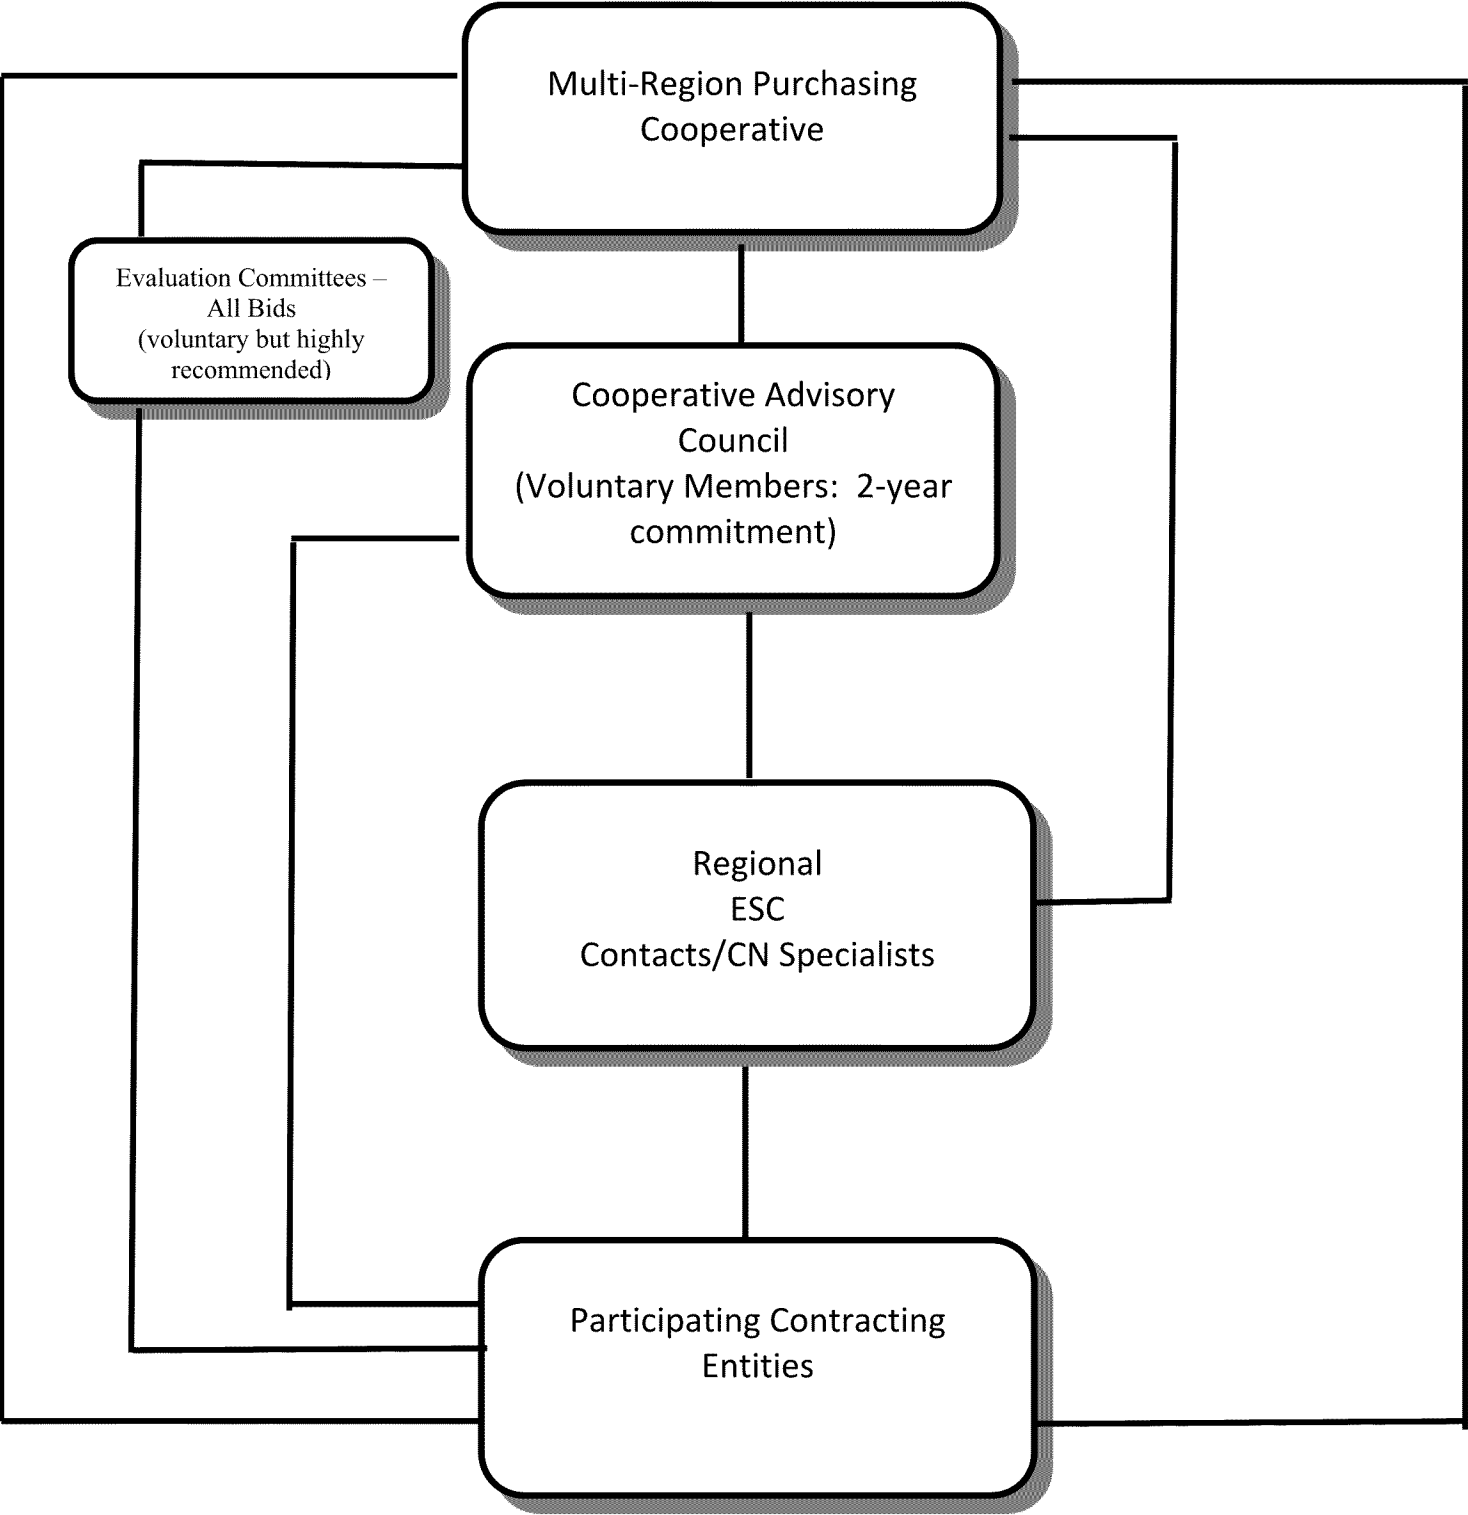 Multi-Region Purchasing
Cooperative
Evaluation Committees –
All Bids
(voluntary but highly
recommended)
Cooperative Advisory
Council
(Voluntary Members:  2-year
commitment)
Regional
ESC
Contacts/CN Specialists
Participating Contracting
Entities